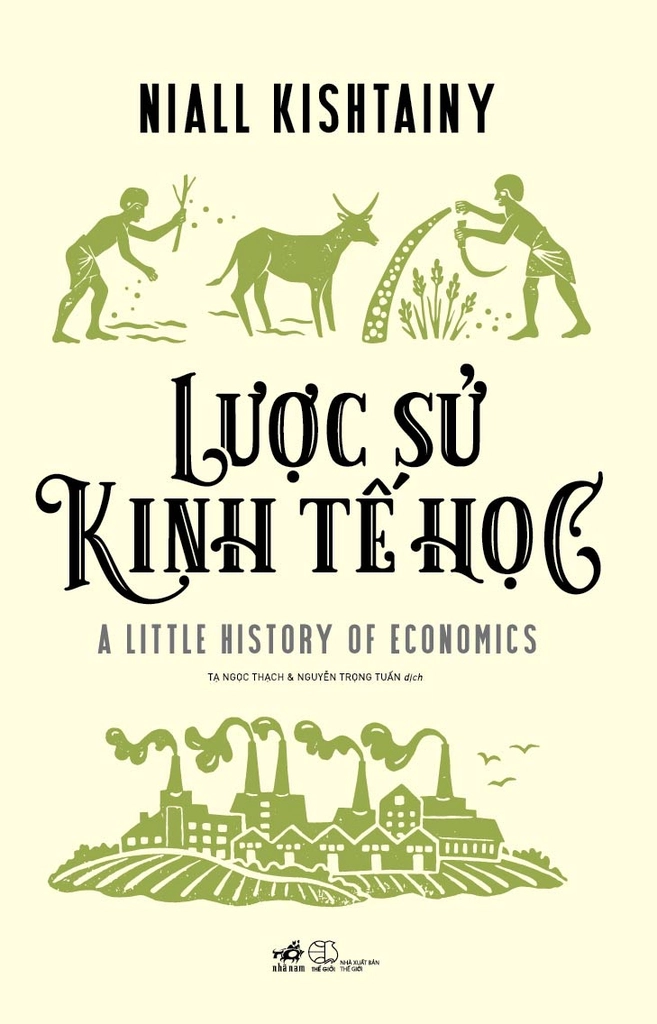 NIALL KISHTAINY
LƯỢC SỬ
KINH TẾ HỌC
A LITTLE HISTORY OF ECONOMICS
TẠ NGỌC THẠCH & NGUYỄN TRỌNG TUẤN dịch
nhã nam
THẾ GIỚI
NHÀ XUẤT BẢN
THẾ GIỚI